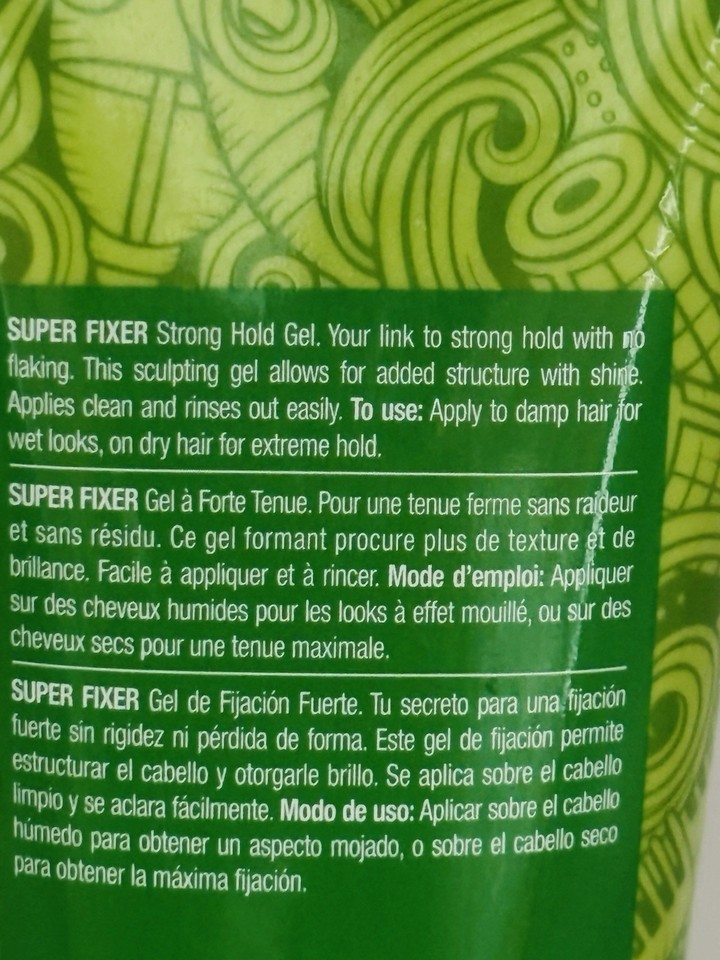 SUPER FIXER Strong Hold Gel. Your link to strong hold with no
flaking. This sculpting gel allows for added structure with shine.
Applies clean and rinses out easily. To use: Apply to damp hair for
wet looks, on dry hair for extreme hold.
SUPER FIXER Gel à Forte Tenue. Pour une tenue ferme sans raideur
et sans résidu. Ce gel formant procure plus de texture et de
brillance. Facile à appliquer et à rincer. Mode d'emploi: Appliquer
sur des cheveux humides pour les looks à effet mouillé, ou sur des
cheveux secs pour une tenue maximale.
SUPER FIXER Gel de Fijación Fuerte. Tu secreto para una fijación
fuerte sin rigidez ni pérdida de forma. Este gel de fijación permite
estructurar el cabello y otorgarle brillo. Se aplica sobre el cabello
limpio y se aclara fácilmente. Modo de uso: Aplicar sobre el cabello
húmedo para obtener un aspecto mojado, o sobre el cabello seco
para obtener la máxima fijación.